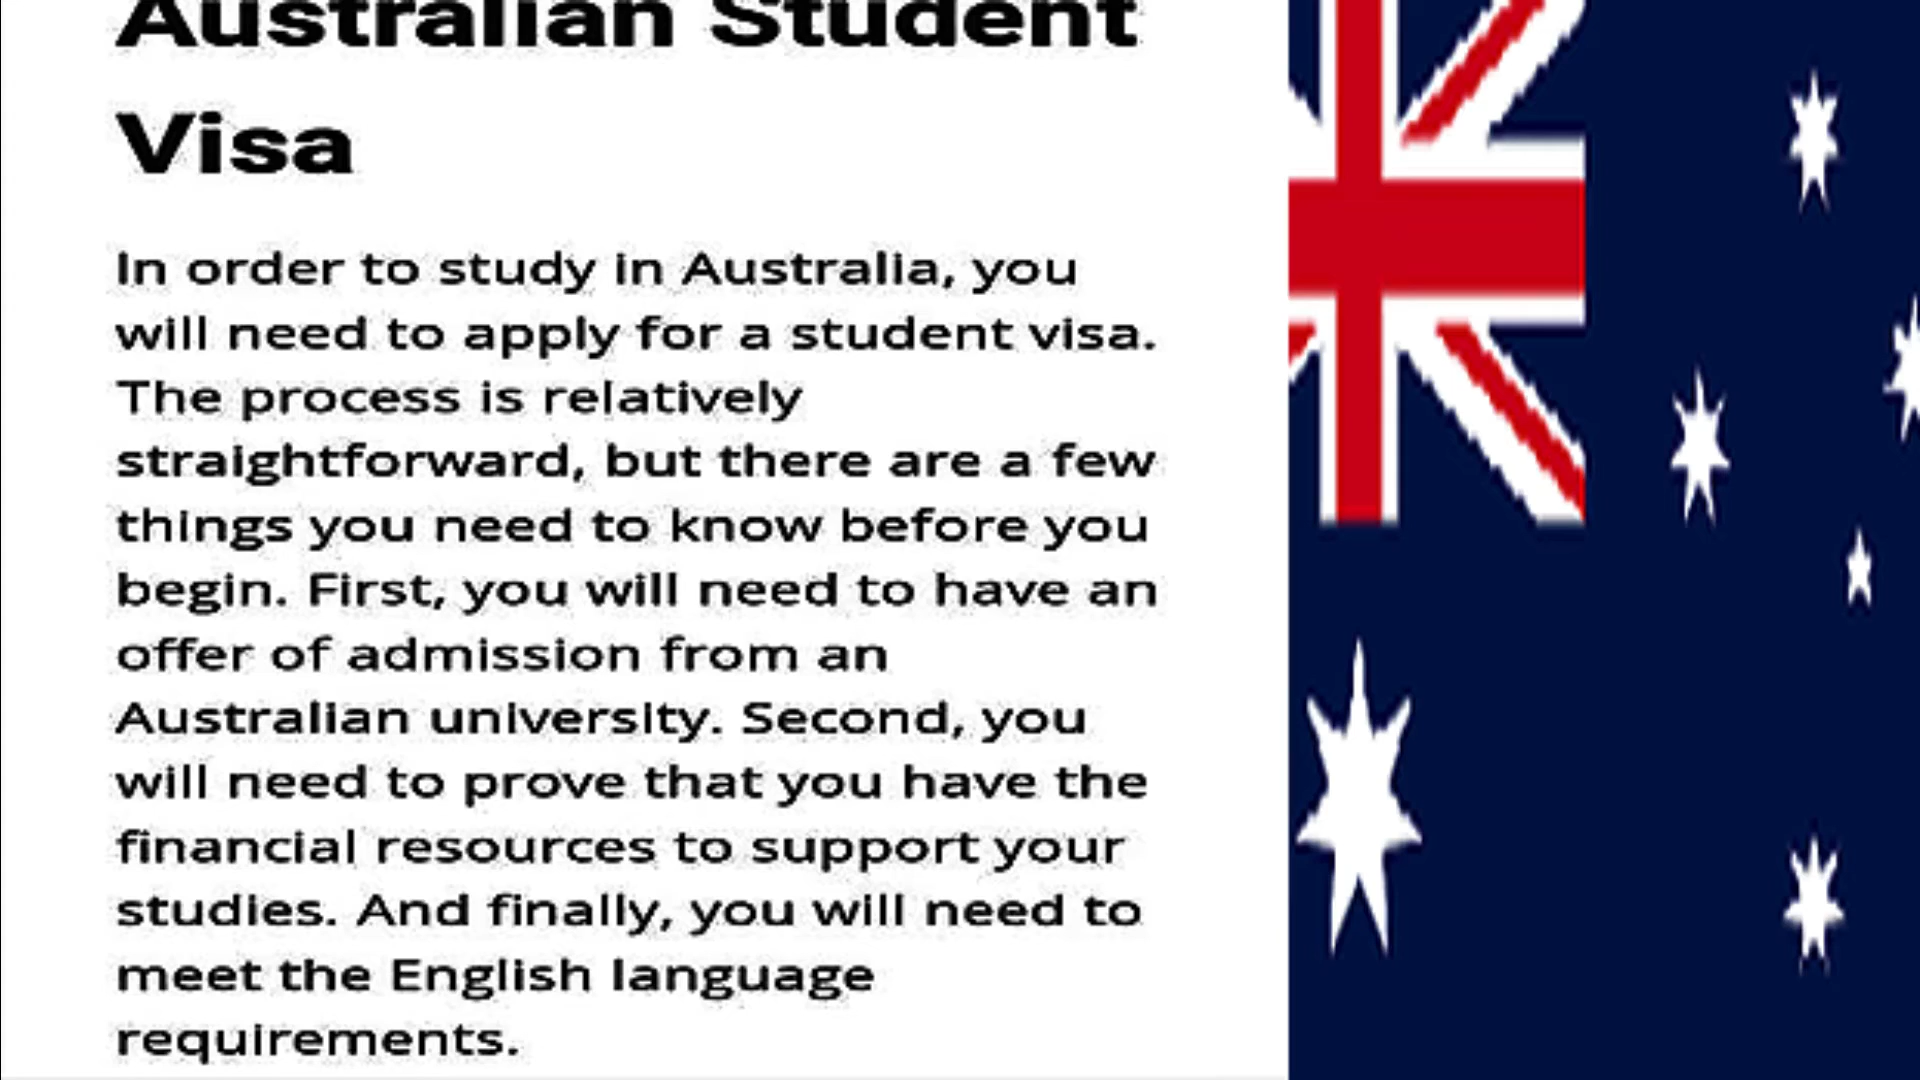 Australian Student
Visa
In order to study in Australia, you
will need to apply for a student visa.
The process is relatively
straightforward, but there are a few
things you need to know before you
begin. First, you will need to have an
offer of admission from an
Australian university. Second, you
will need to prove that you have the
financial resources to support your
studies. And finally, you will need to
meet the English language
requirements.